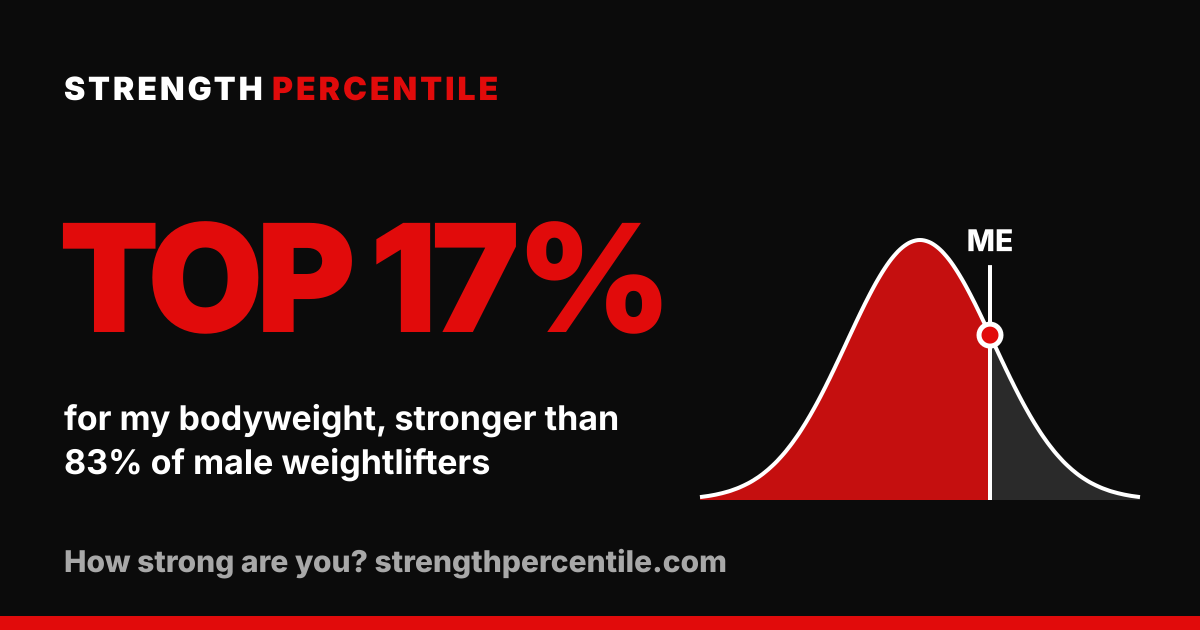 STRENGTH PERCENTILE
TOP 17%
ME
for my bodyweight, stronger than
83% of male weightlifters
How strong are you? strengthpercentile.com